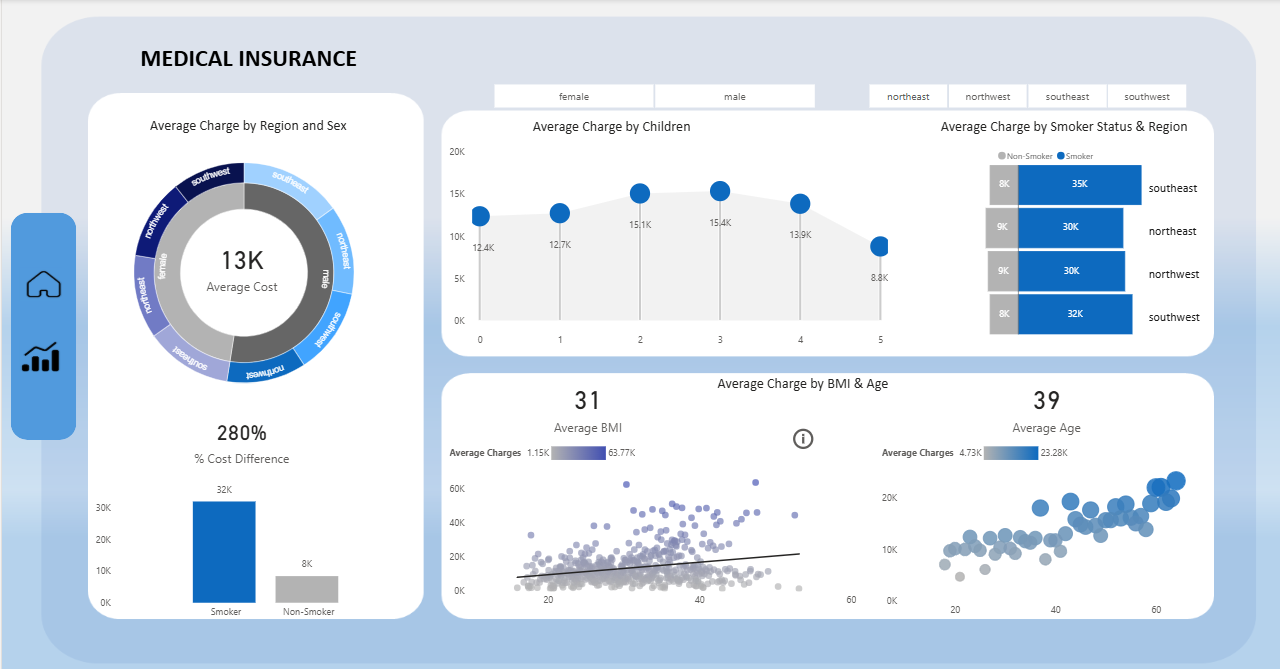 MEDICAL INSURANCE
female
male
northeast
northwest
southeast
southwest
Average Charge by Region and Sex
southwest
southeast
northwest
northeast
female
male
13K
Average Cost
northeast
southwest
southeast
northwest
280%
% Cost Difference
32K
30K
20K
10K
0K
8K
Smoker
Non-Smoker
Average Charge by Children
20K
15K
10K
5K
0K
12.4K
12.7K
15.1K
15.4K
13.9K
8.8K
0
1
2
3
4
5
Average Charge by Smoker Status & Region
Non-Smoker Smoker
8K 35K southeast
9K 30K northeast
9K 30K northwest
8K 32K southwest
Average Charge by BMI & Age
31
Average BMI
Average Charges 1.15K 63.77K
60K
40K
20K
0K
20
40
60
i
39
Average Age
Average Charges 4.73K 23.28K
20K
10K
0K
20
40
60